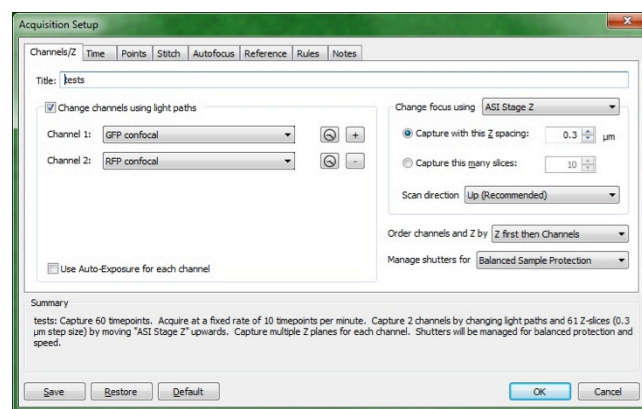 Acquisition Setup
Channels/Z Time Points Stitch Autofocus Reference Rules Notes
Title: tests
Change channels using light paths
Change focus using ASI Stage Z
Channel 1: GFP confocal +
Capture with this Z spacing: 0.3 µm
Channel 2: RFP confocal -
Capture this many slices: 10
Scan direction Up (Recommended)
Order channels and Z by Z first then Channels
Use Auto-Exposure for each channel
Manage shutters for Balanced Sample Protection
Summary
tests: Capture 60 timepoints. Acquire at a fixed rate of 10 timepoints per minute. Capture 2 channels by changing light paths and 61 Z-slices (0.3
µm step size) by moving "ASI Stage Z" upwards. Capture multiple Z planes for each channel. Shutters will be managed for balanced protection and
speed.
Save Restore Default OK Cancel